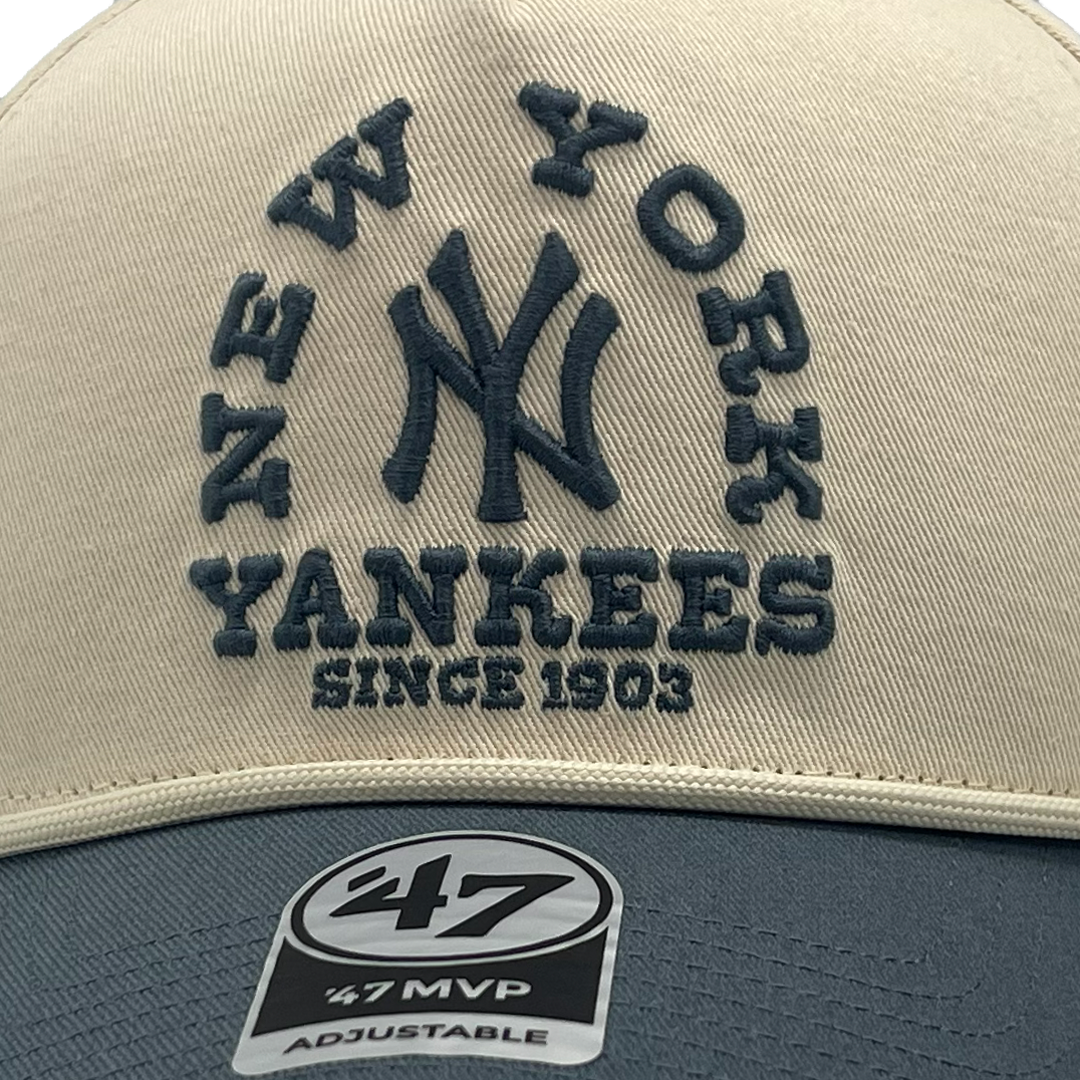 NEW YORK
NY
YANKEES
SINCE 1903
'47
'47 MVP
ADJUSTABLE